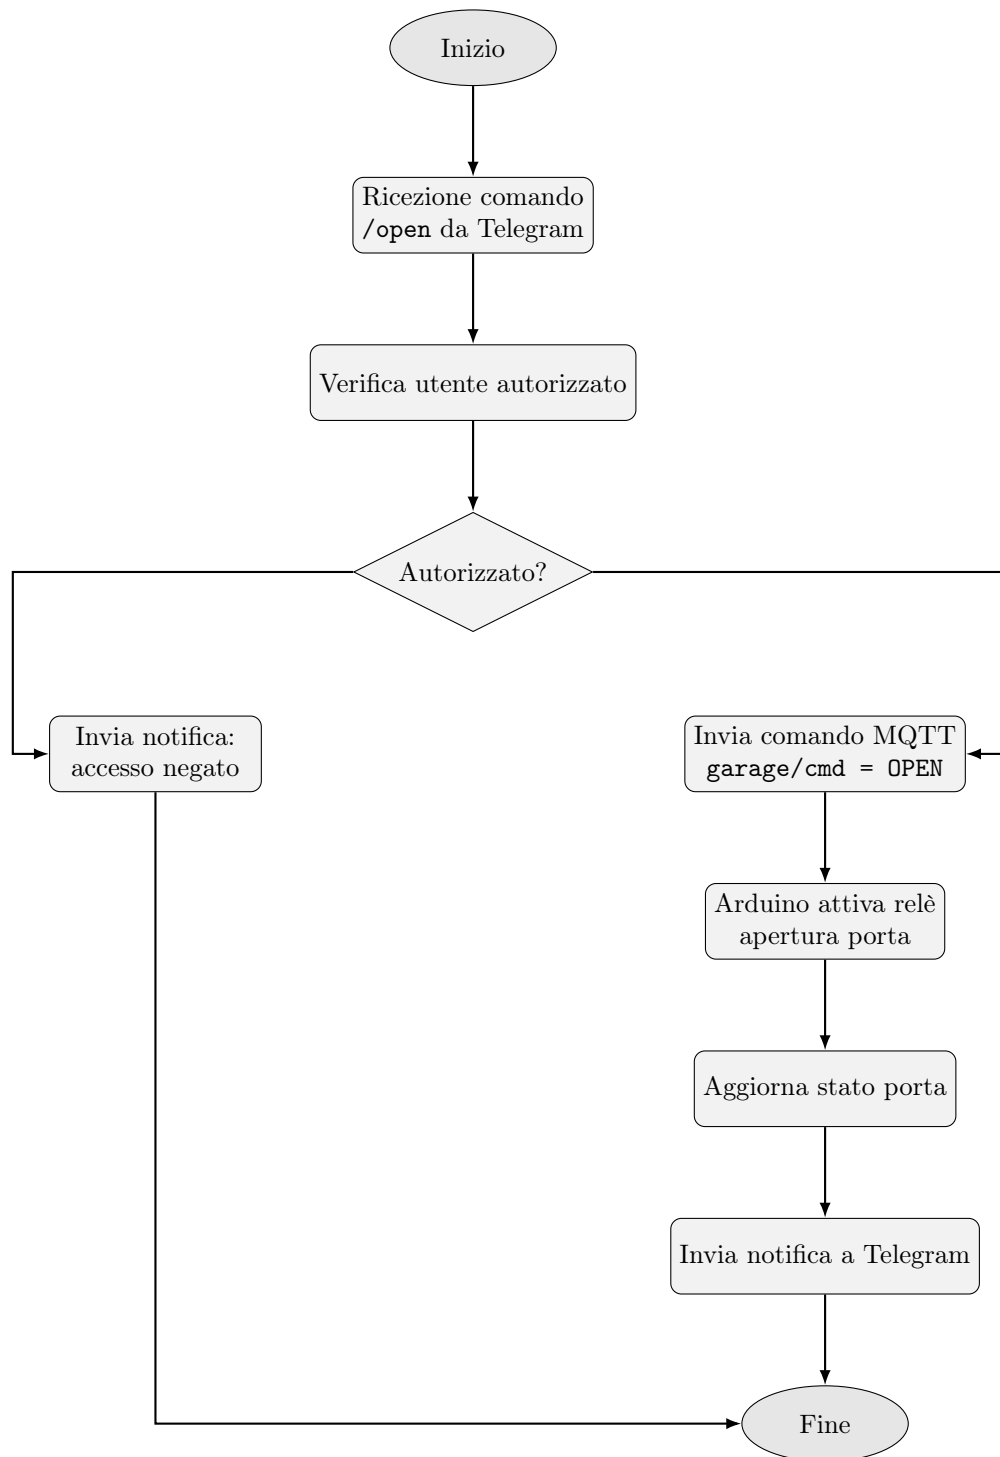 Inizio
Ricezione comando
/open da Telegram
Verifica utente autorizzato
Autorizzato?
Invia notifica:
accesso negato
Invia comando MQTT
garage/cmd = OPEN
Arduino attiva relè
apertura porta
Aggiorna stato porta
Invia notifica a Telegram
Fine